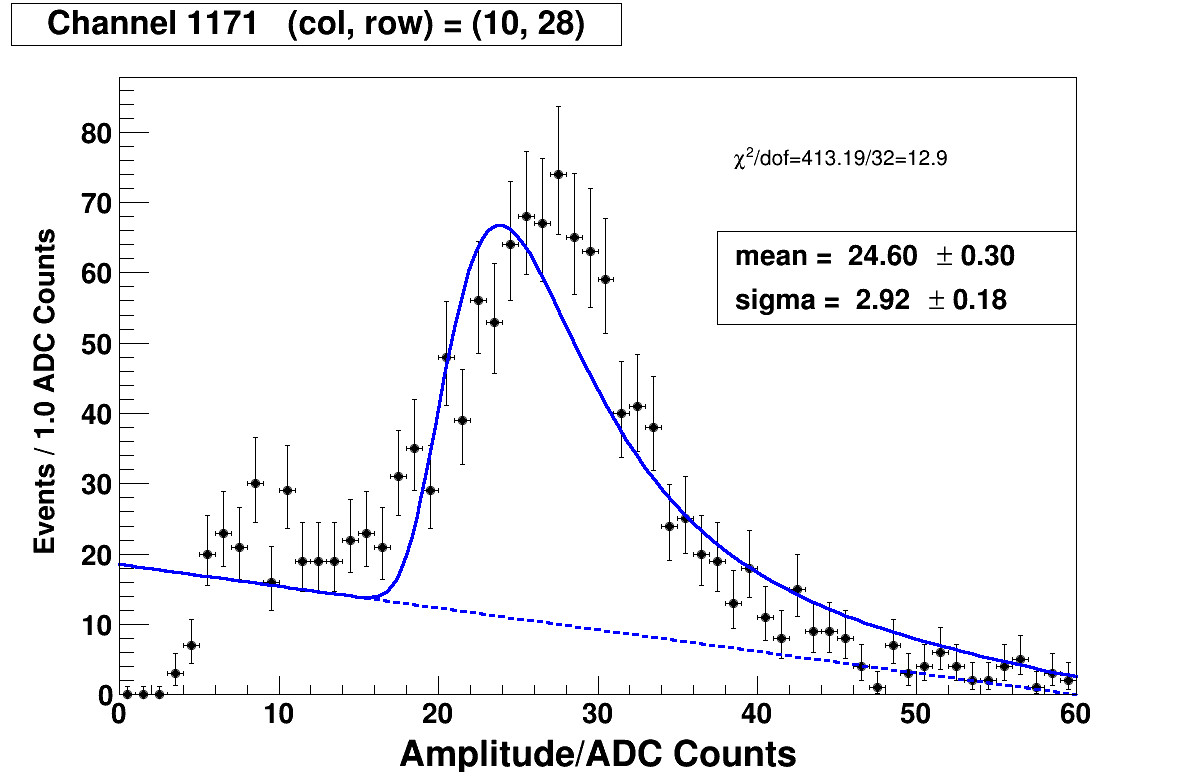 Channel 1171 (col, row) = (10, 28)
χ²/dof=413.19/32=12.9
mean = 24.60 ± 0.30
sigma = 2.92 ± 0.18
Events / 1.0 ADC Counts
80
70
60
50
40
30
20
10
0
0 10 20 30 40 50 60
Amplitude/ADC Counts